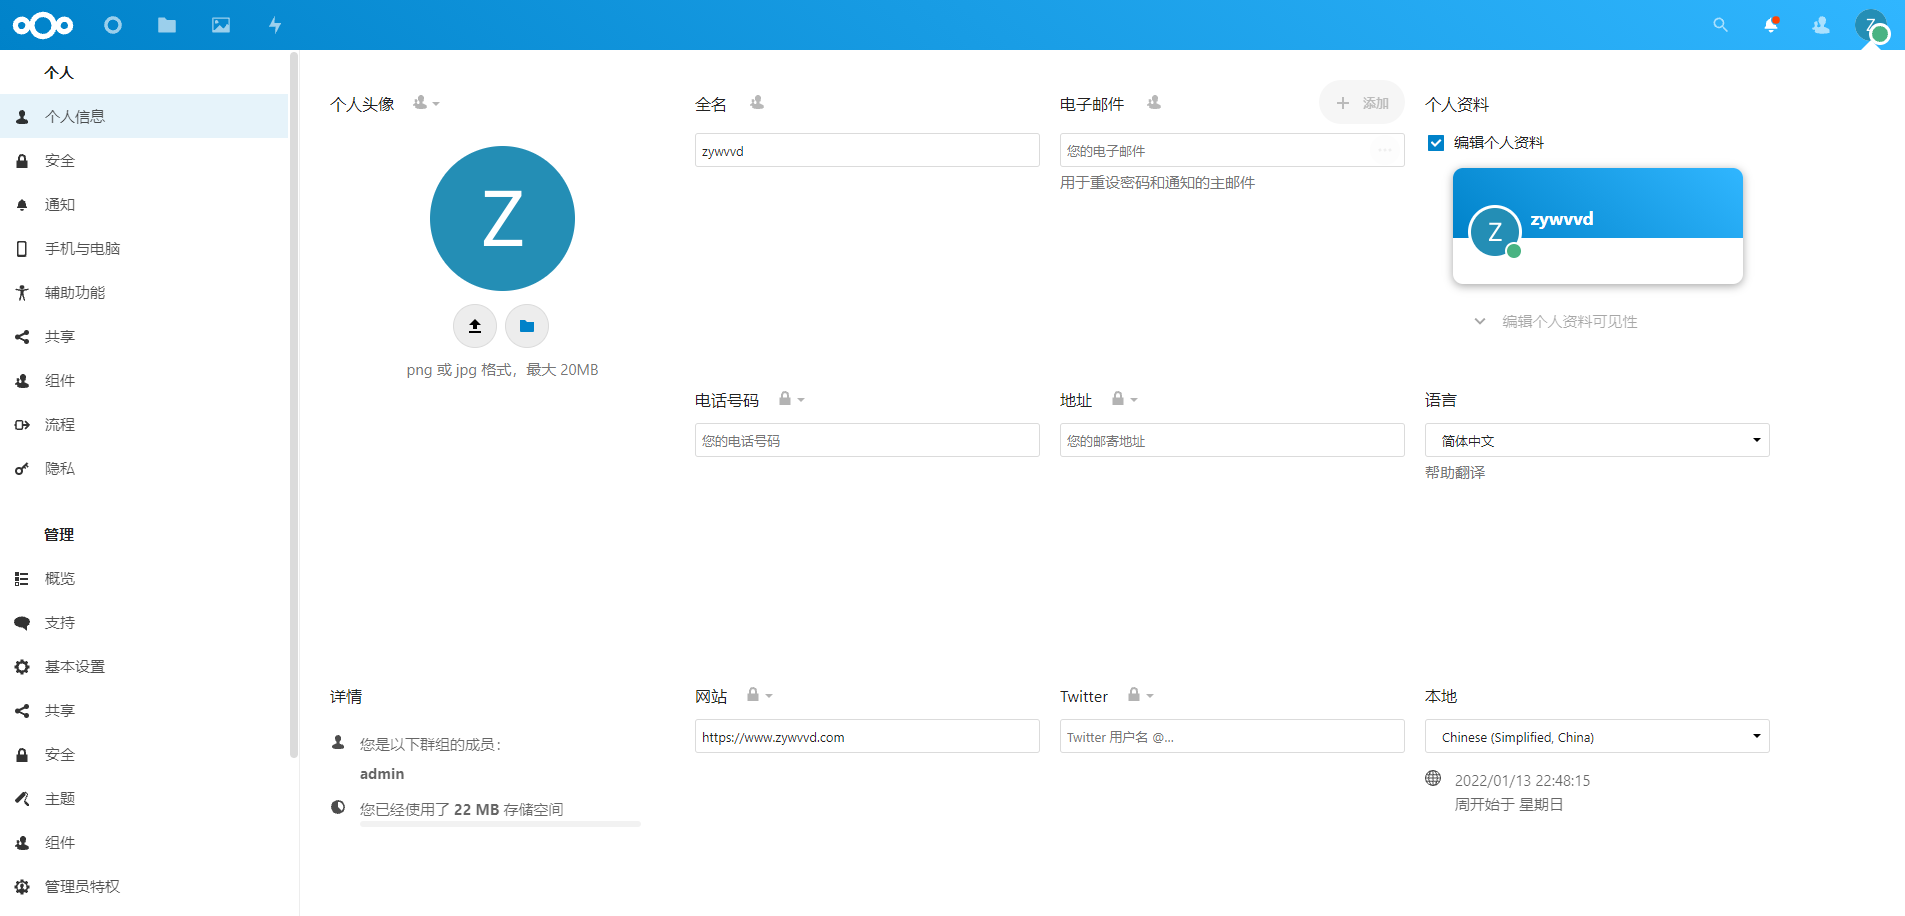 Z
个人
个人信息
安全
通知
手机与电脑
辅助功能
共享
组件
流程
隐私
管理
概览
支持
基本设置
共享
安全
主题
组件
管理员特权
个人头像
Z
png 或 jpg 格式，最大 20MB
全名
zywvvd
电子邮件
添加
您的电子邮件
用于重设密码和通知的主邮件
个人资料
编辑个人资料
Z
zywvvd
编辑个人资料可见性
电话号码
您的电话号码
地址
您的邮寄地址
语言
简体中文
帮助翻译
详情
您是以下群组的成员：
admin
您已经使用了 22 MB 存储空间
网站
https://www.zywvvd.com
Twitter
Twitter 用户名 @...
本地
Chinese (Simplified, China)
2022/01/13 22:48:15
周开始于 星期日